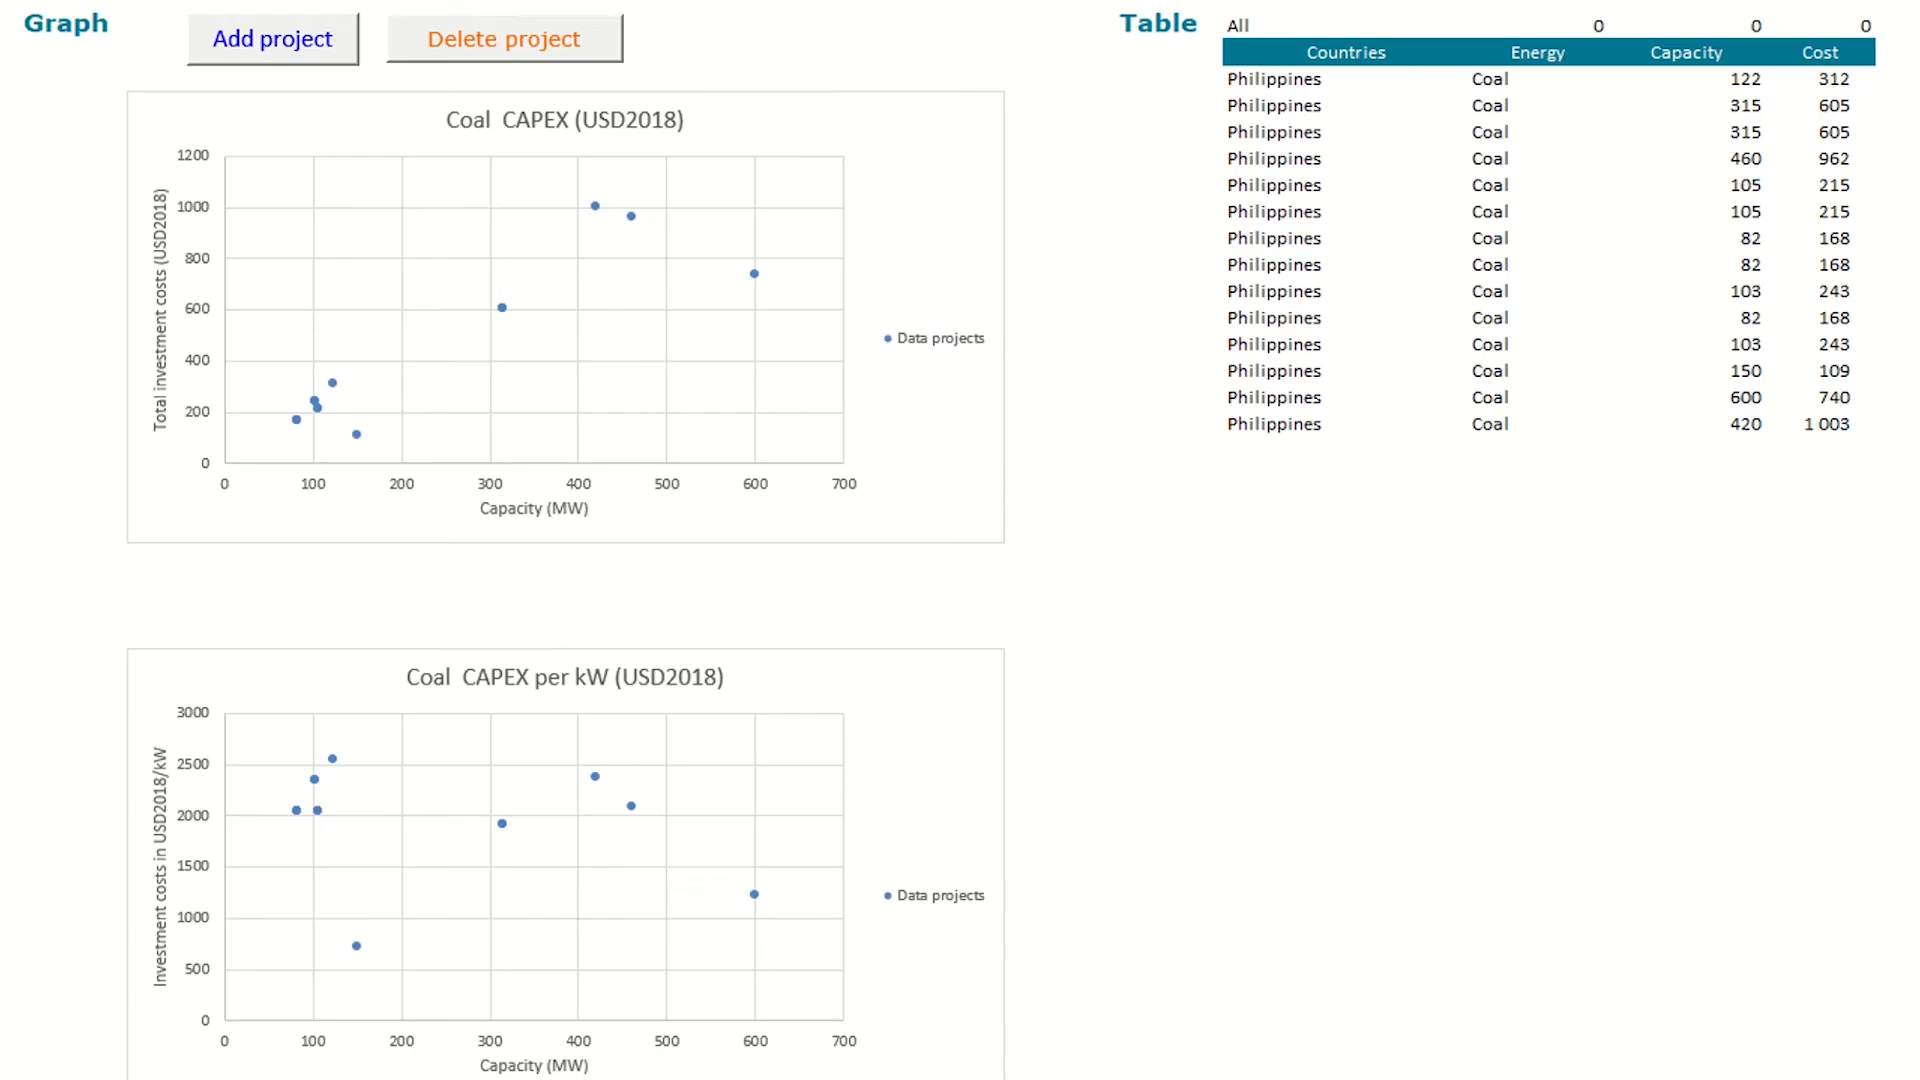 Graph
Add project
Delete project
Coal CAPEX (USD2018)
Total investment costs (USD2018)
1200
1000
800
600
400
200
0
0 100 200 300 400 500 600 700
Capacity (MW)
Data projects
Coal CAPEX per kW (USD2018)
Investment costs in USD2018/kW
3000
2500
2000
1500
1000
500
0
0 100 200 300 400 500 600 700
Capacity (MW)
Data projects
Table
All 0 0 0
Countries Energy Capacity Cost
Philippines Coal 122 312
Philippines Coal 315 605
Philippines Coal 315 605
Philippines Coal 460 962
Philippines Coal 105 215
Philippines Coal 105 215
Philippines Coal 82 168
Philippines Coal 82 168
Philippines Coal 103 243
Philippines Coal 82 168
Philippines Coal 103 243
Philippines Coal 150 109
Philippines Coal 600 740
Philippines Coal 420 1 003